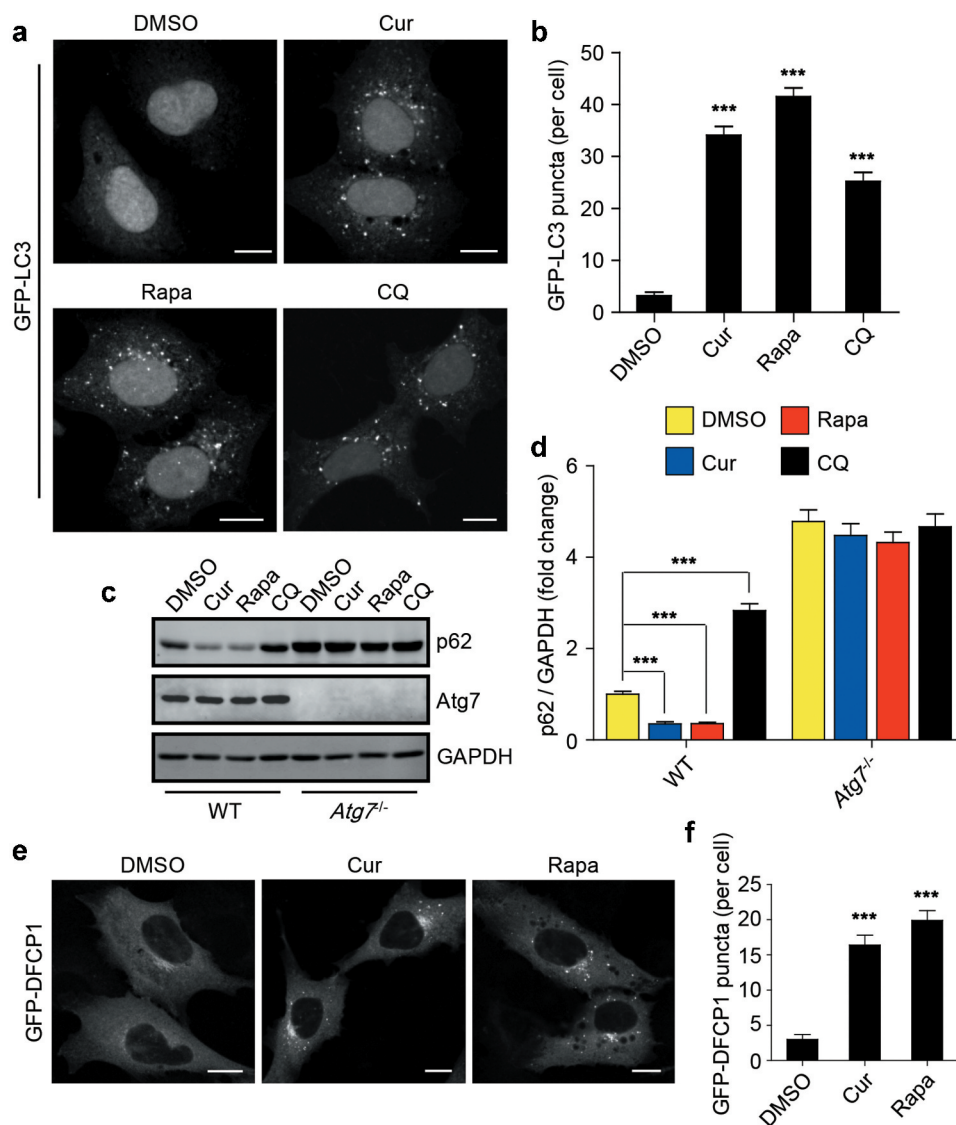 a
DMSO
Cur
GFP-LC3
Rapa
CQ
b
GFP-LC3 puncta (per cell)
50
40
30
20
10
0
***
***
***
DMSO
Cur
Rapa
CQ
c
DMSO
Cur
Rapa
CQ
DMSO
Cur
Rapa
CQ
p62
Atg7
GAPDH
WT
Atg7-/-
d
DMSO
Rapa
Cur
CQ
p62 / GAPDH (fold change)
6
4
2
0
***
***
***
WT
Atg7-/-
e
DMSO
Cur
Rapa
GFP-DFCP1
f
GFP-DFCP1 puncta (per cell)
25
20
15
10
5
0
***
***
DMSO
Cur
Rapa